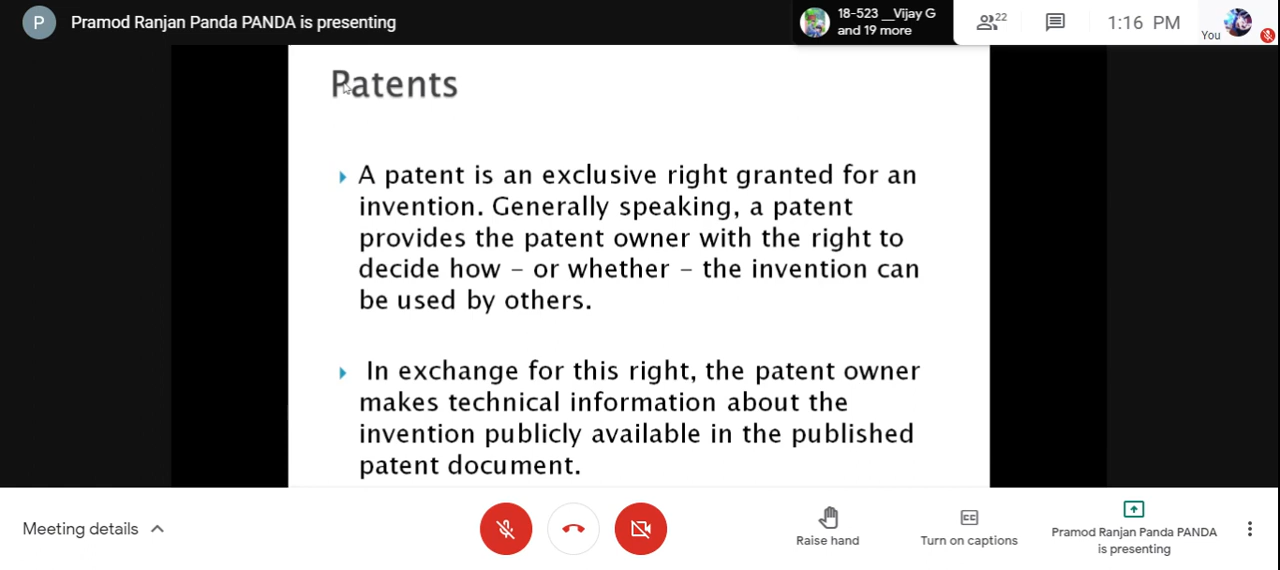 P Pramod Ranjan Panda PANDA is presenting
18-523 __Vijay G
and 19 more
22
1:16 PM
You
Patents
A patent is an exclusive right granted for an
invention. Generally speaking, a patent
provides the patent owner with the right to
decide how – or whether – the invention can
be used by others.
In exchange for this right, the patent owner
makes technical information about the
invention publicly available in the published
patent document.
Meeting details
Raise hand
CC
Turn on captions
Pramod Ranjan Panda PANDA
is presenting